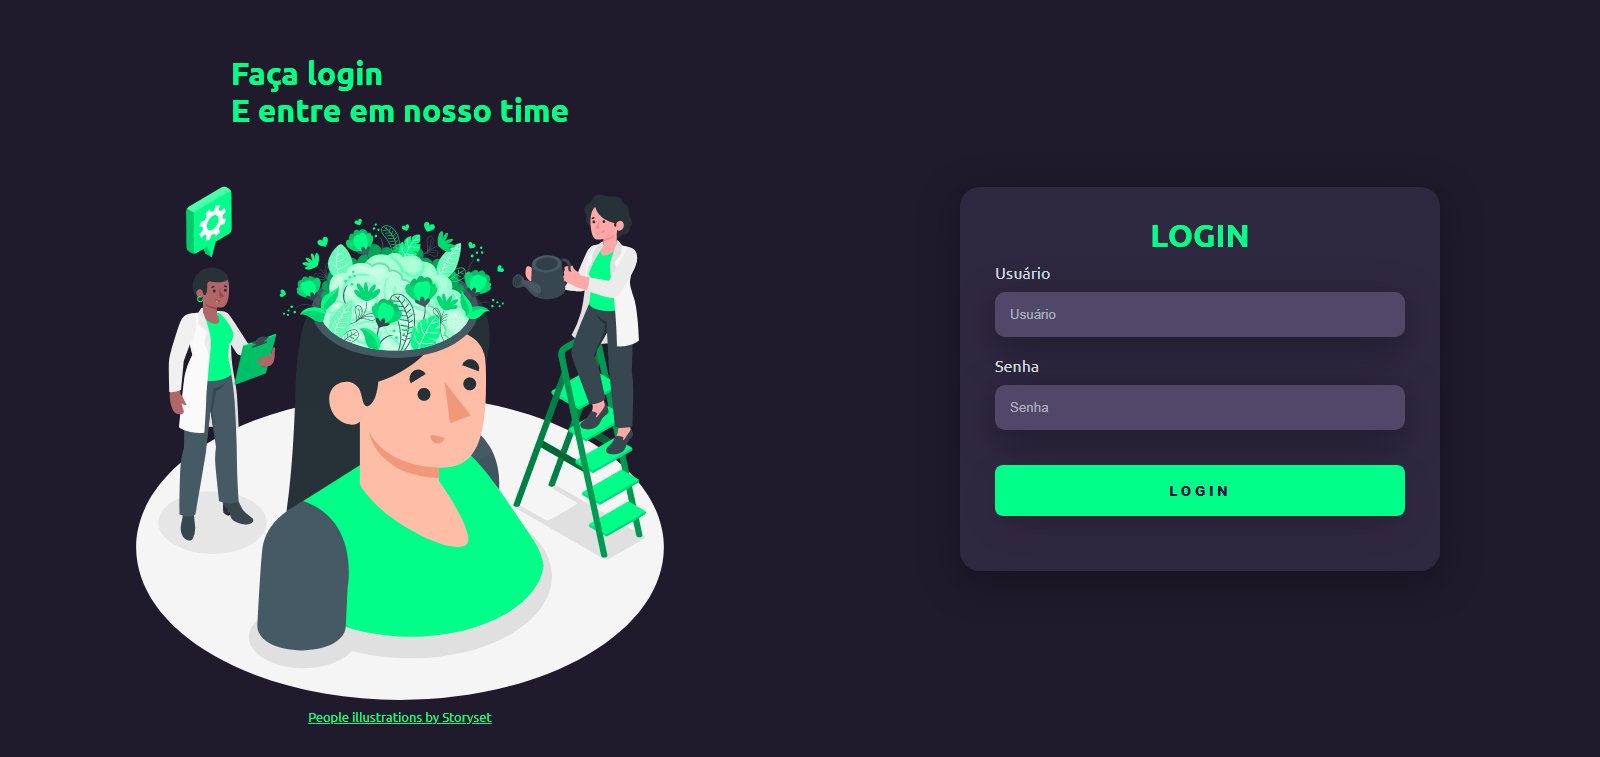 Faça login
E entre em nosso time
LOGIN
Usuário
Usuário
Senha
Senha
LOGIN
People illustrations by Storyset